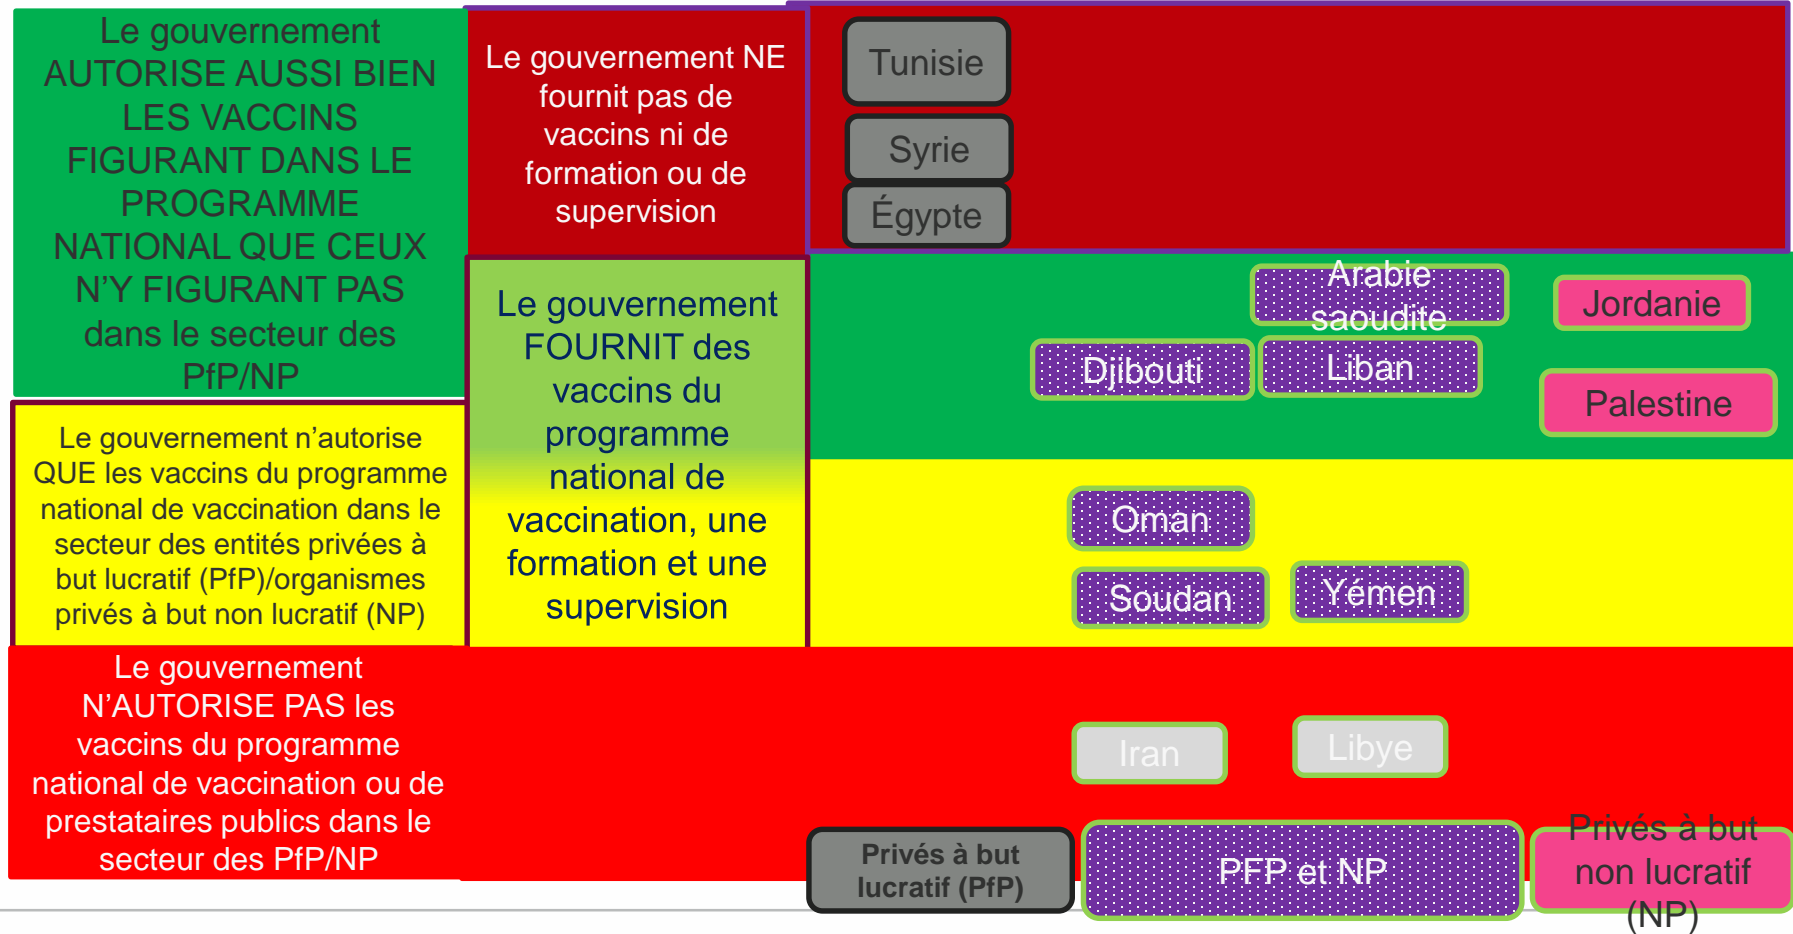 Le gouvernement
AUTORISE AUSSI BIEN
LES VACCINS
FIGURANT DANS LE
PROGRAMME
NATIONAL QUE CEUX
N’Y FIGURANT PAS
dans le secteur des
PfP/NP
Le gouvernement NE
fournit pas de
vaccins ni de
formation ou de
supervision
Tunisie
Syrie
Égypte
Le gouvernement
FOURNIT des
vaccins du
programme
national de
vaccination, une
formation et une
supervision
Arabie
saoudite
Jordanie
Djibouti
Liban
Palestine
Le gouvernement n’autorise
QUE les vaccins du programme
national de vaccination dans le
secteur des entités privées à
but lucratif (PfP)/organismes
privés à but non lucratif (NP)
Oman
Soudan
Yémen
Le gouvernement
N’AUTORISE PAS les
vaccins du programme
national de vaccination ou de
prestataires publics dans le
secteur des PfP/NP
Iran
Libye
Privés à but
lucratif (PfP)
PFP et NP
Privés à but
non lucratif
(NP)